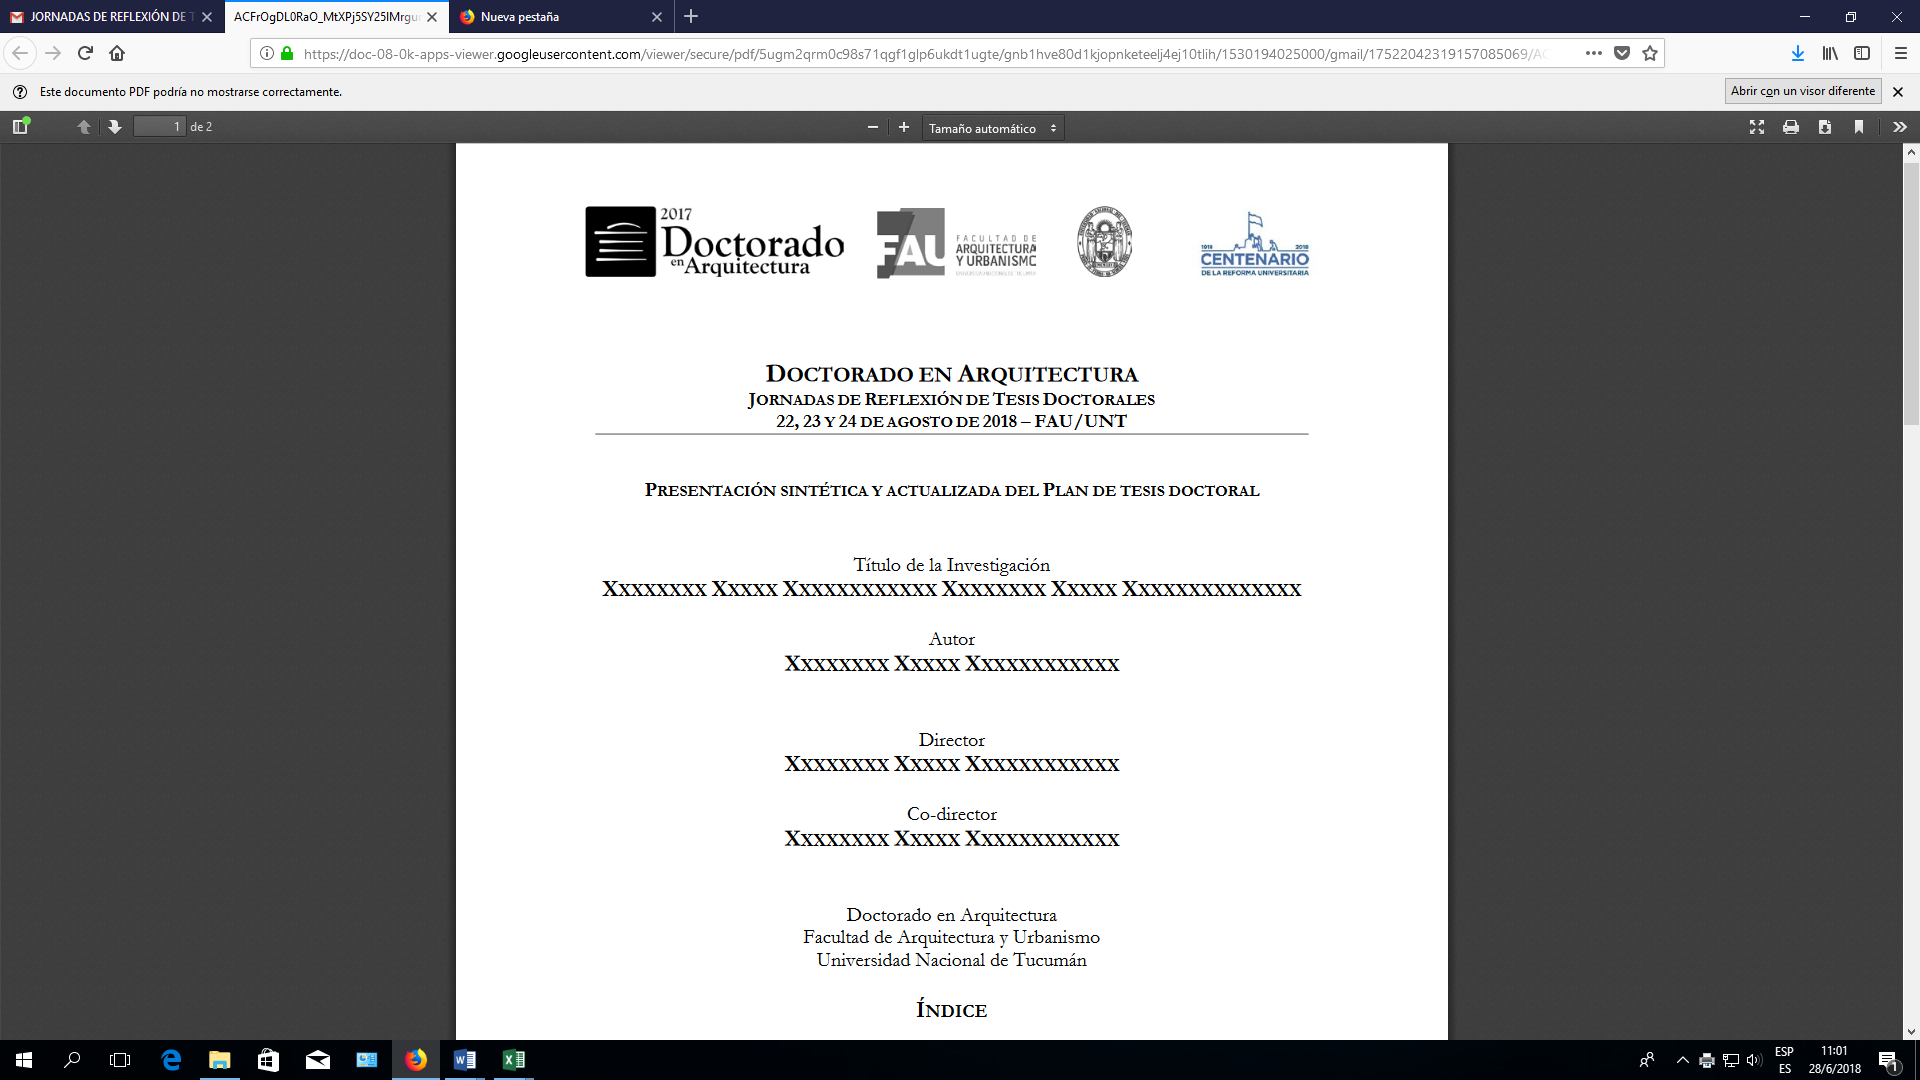 JORNADAS DE REFLEXIÓN DE T
ACFrOgDL0RaO_MtXPj5SY25IMrgu
Nueva pestaña
https://doc-08-0k-apps-viewer.googleusercontent.com/viewer/secure/pdf/5ugm2qrm0c98s71qgf1glp6ukdt1ugte/gnb1hve80d1kjopnketeelj4ej10tlih/1530194025000/gmail/17522042319157085069/AC
Este documento PDF podría no mostrarse correctamente.
Abrir con un visor diferente
1 de 2
Tamaño automático
2017
Doctorado
en Arquitectura
FAU
FACULTAD DE
ARQUITECTURA
Y URBANISMO
1918 2018
CENTENARIO
DE LA REFORMA UNIVERSITARIA
DOCTORADO EN ARQUITECTURA
JORNADAS DE REFLEXIÓN DE TESIS DOCTORALES
22, 23 Y 24 DE AGOSTO DE 2018 – FAU/UNT
PRESENTACIÓN SINTÉTICA Y ACTUALIZADA DEL PLAN DE TESIS DOCTORAL
Título de la Investigación
XXXXXXXX XXXXX XXXXXXXXXXXX XXXXXXXX XXXXX XXXXXXXXXXXXXX
Autor
XXXXXXXX XXXXX XXXXXXXXXXXX
Director
XXXXXXXX XXXXX XXXXXXXXXXXX
Co-director
XXXXXXXX XXXXX XXXXXXXXXXXX
Doctorado en Arquitectura
Facultad de Arquitectura y Urbanismo
Universidad Nacional de Tucumán
ÍNDICE
ESP
ES
11:01
28/6/2018
1